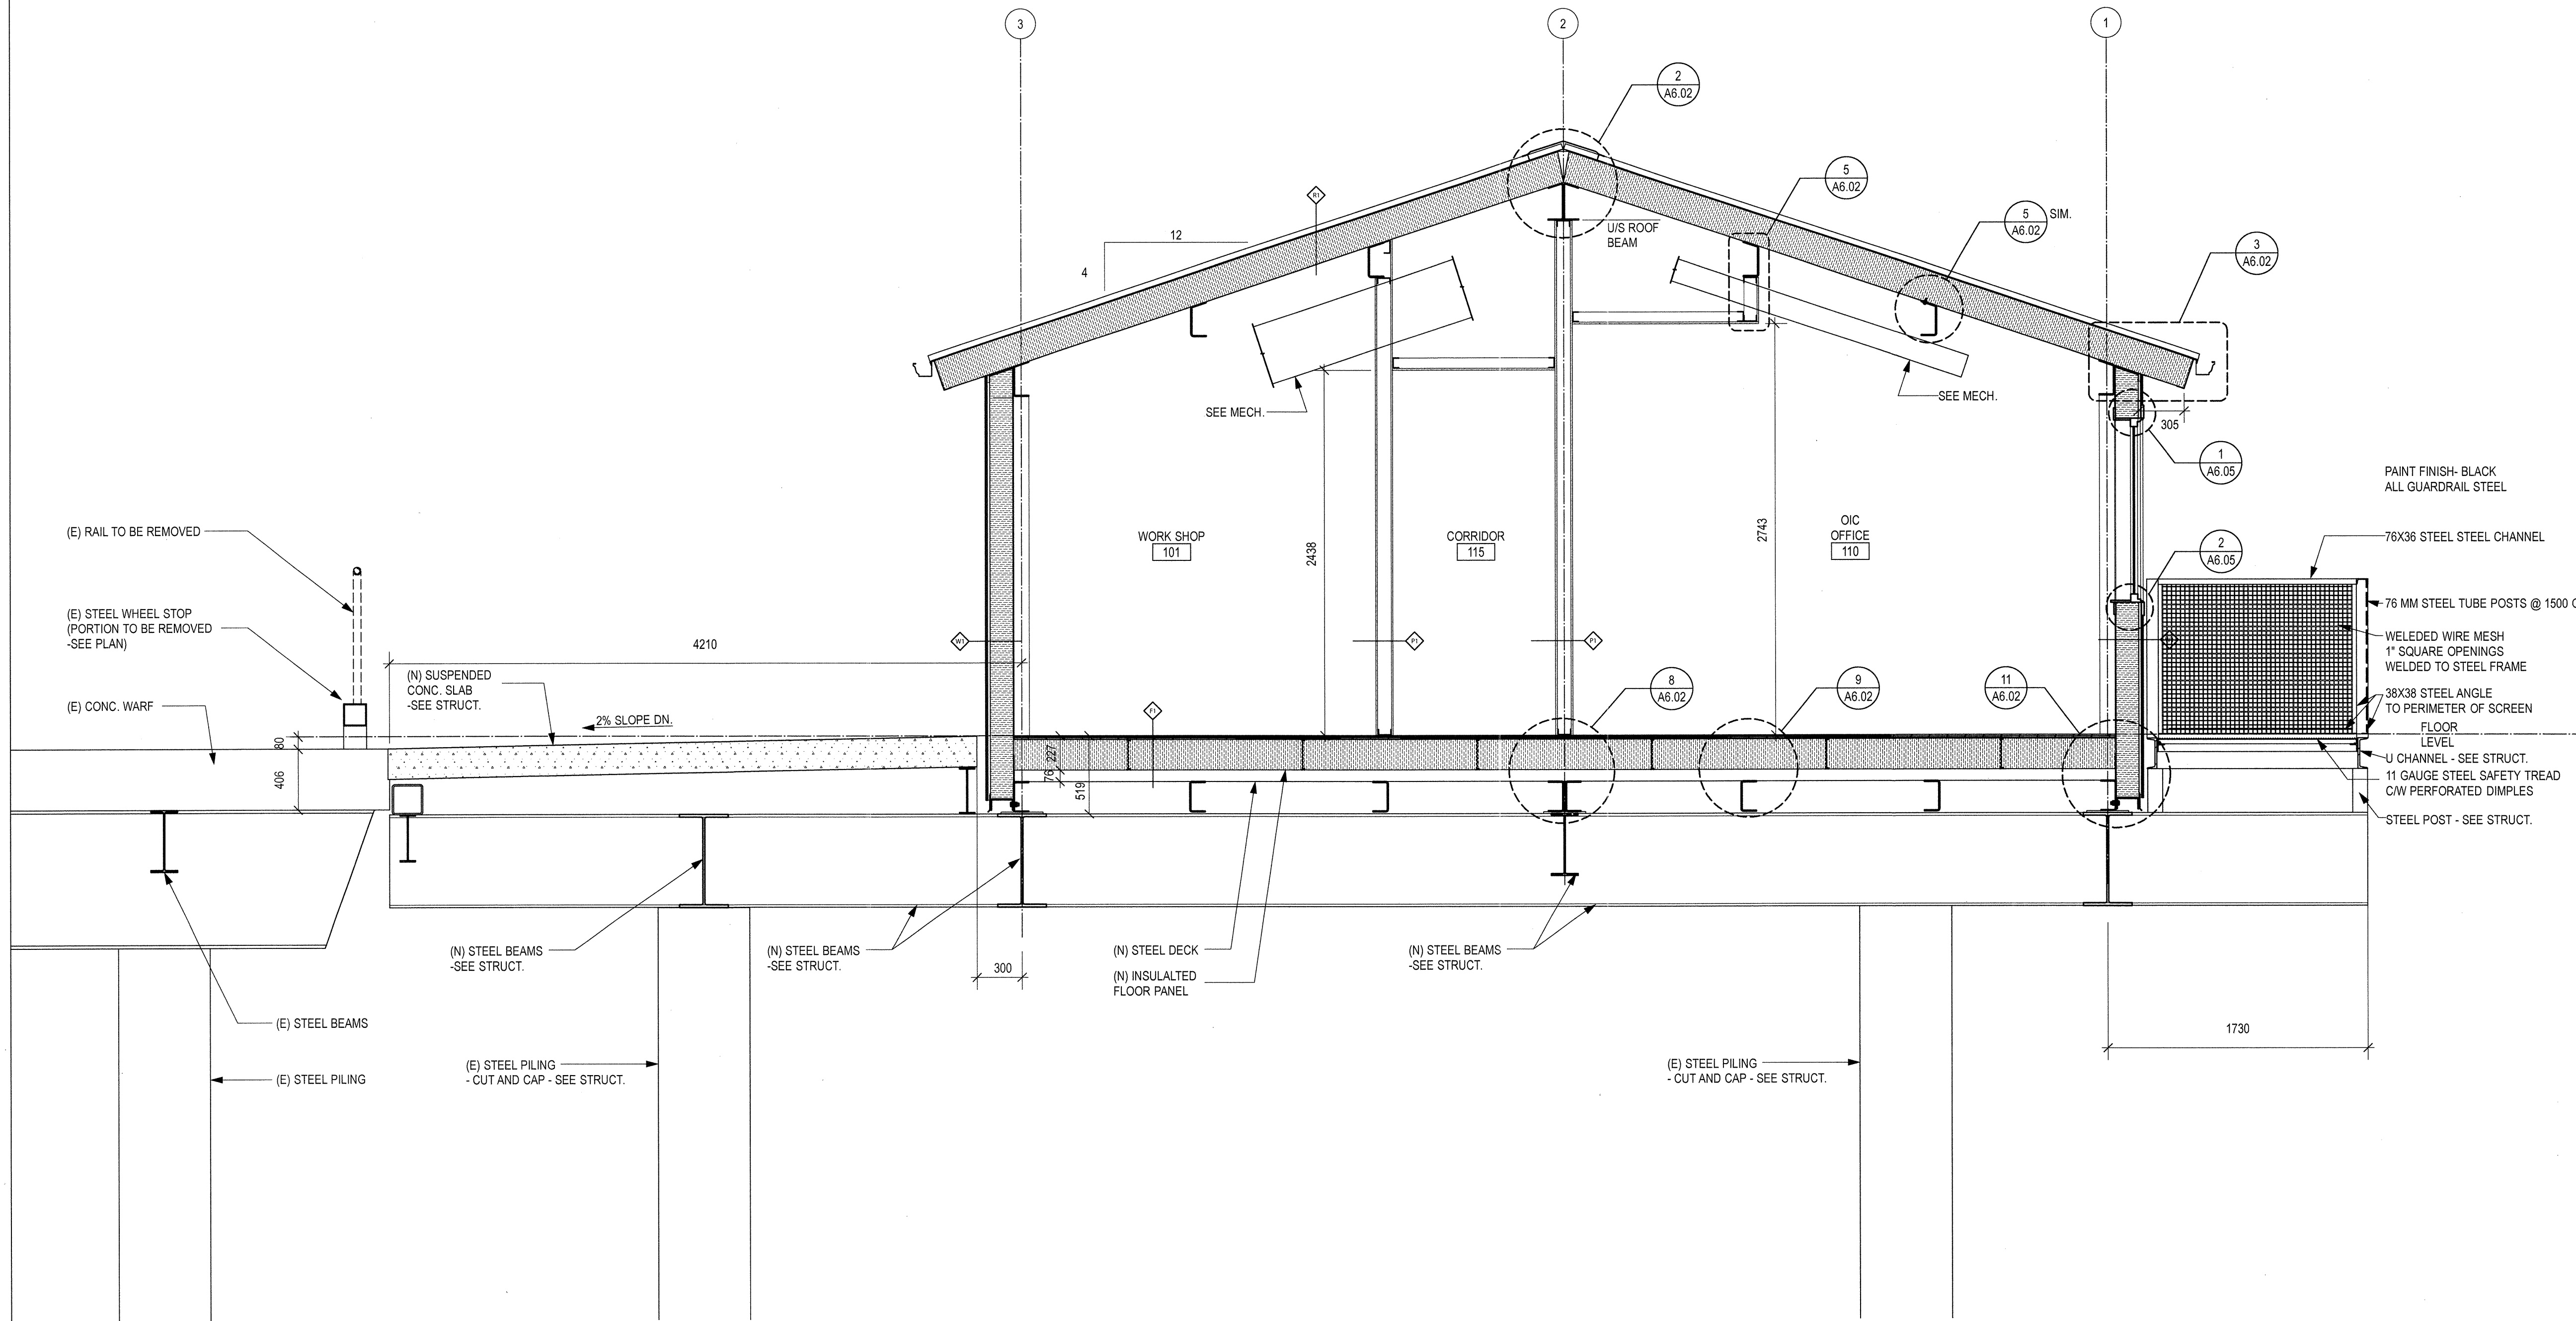 3
2
1
2
A6.02
5
A6.02
5
A6.02
SIM.
3
A6.02
R1
U/S ROOF
BEAM
12
4
SEE MECH.
SEE MECH.
305
1
A6.05
PAINT FINISH- BLACK
ALL GUARDRAIL STEEL
(E) RAIL TO BE REMOVED
WORK SHOP
101
2438
CORRIDOR
115
2743
OIC
OFFICE
110
2
A6.05
76X36 STEEL STEEL CHANNEL
(E) STEEL WHEEL STOP
(PORTION TO BE REMOVED
-SEE PLAN)
76 MM STEEL TUBE POSTS @ 1500
4210
W1
P1
P1
WELEDED WIRE MESH
1" SQUARE OPENINGS
WELDED TO STEEL FRAME
(N) SUSPENDED
CONC. SLAB
-SEE STRUCT.
8
A6.02
9
A6.02
11
A6.02
38X38 STEEL ANGLE
TO PERIMETER OF SCREEN
(E) CONC. WARF
2% SLOPE DN.
F1
FLOOR
LEVEL
80
406
227
76
519
U CHANNEL - SEE STRUCT.
11 GAUGE STEEL SAFETY TREAD
C/W PERFORATED DIMPLES
STEEL POST - SEE STRUCT.
(N) STEEL BEAMS
-SEE STRUCT.
(N) STEEL BEAMS
-SEE STRUCT.
300
(N) STEEL DECK
(N) INSULALTED
FLOOR PANEL
(N) STEEL BEAMS
-SEE STRUCT.
(E) STEEL BEAMS
1730
(E) STEEL PILING
(E) STEEL PILING
- CUT AND CAP - SEE STRUCT.
(E) STEEL PILING
- CUT AND CAP - SEE STRUCT.